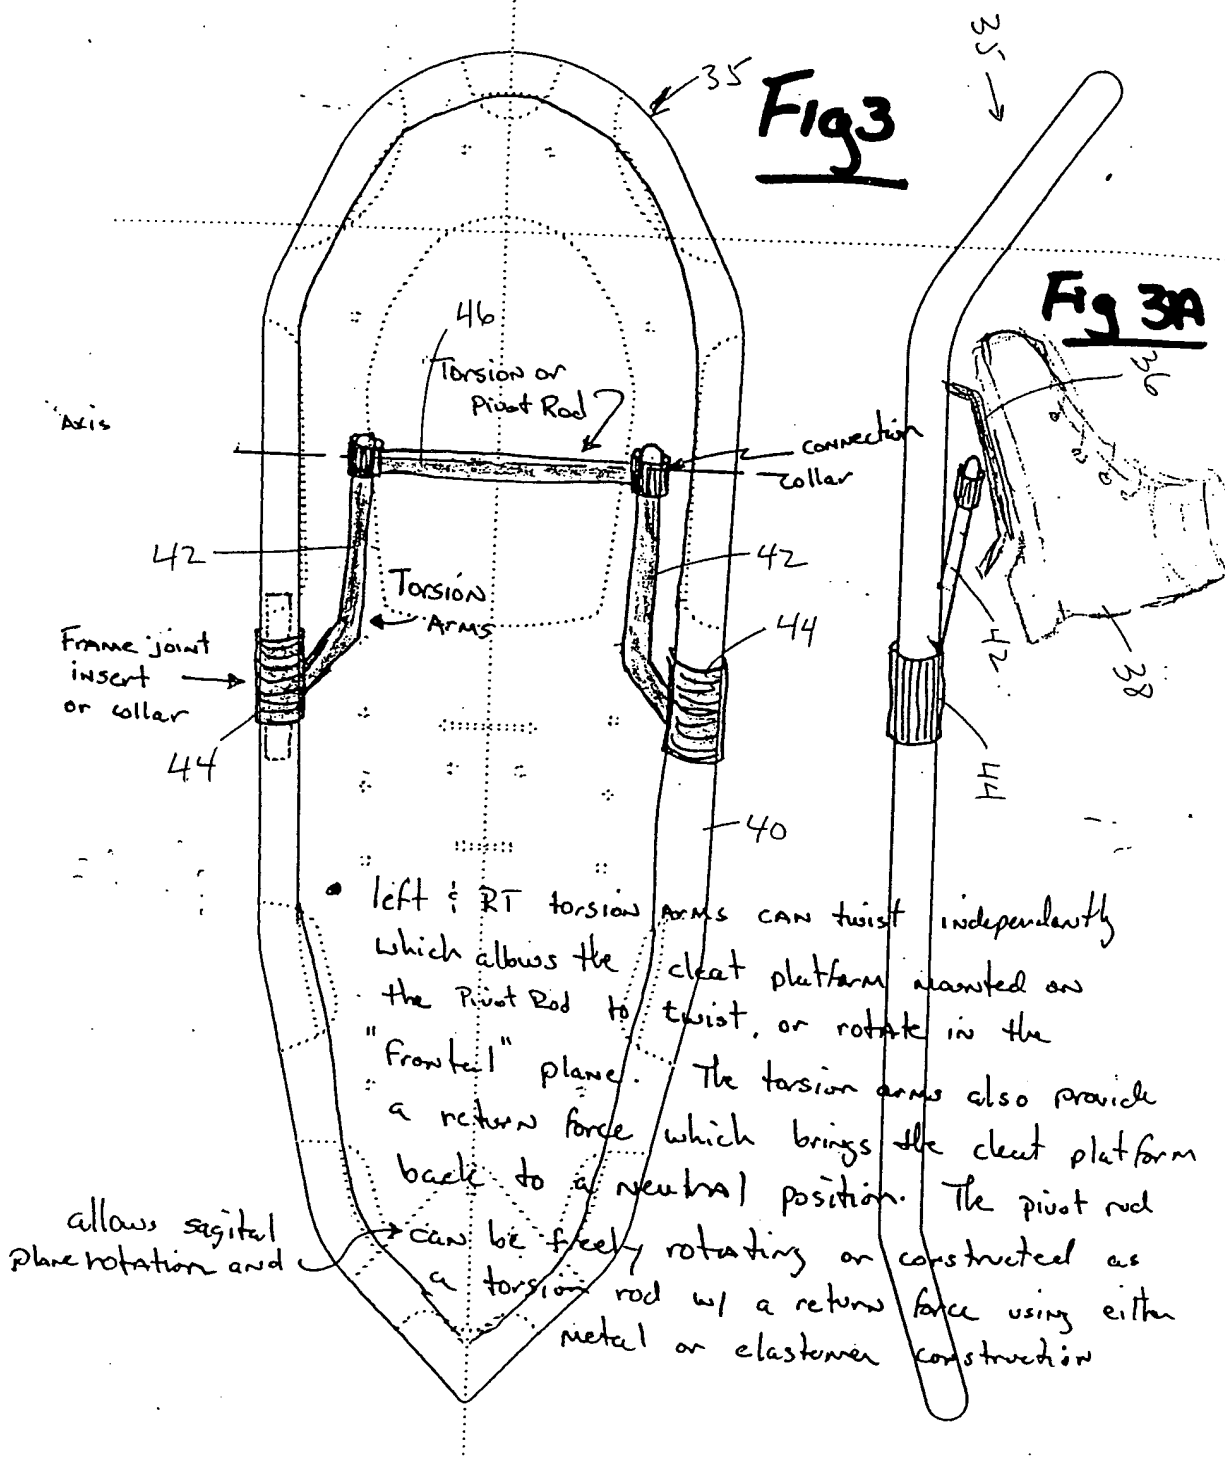 35
Fig 3
35
Fig 3A
46
Torsion or
Pivot Rod
36
Axis
connection
collar
42
42
Torsion
Arms
44
42
38
Frame joint
insert
or collar
44
44
40
• left & RT torsion Arms CAN twist independantly
which allows the cleat platform mounted on
the Pivot Rod to twist, or rotate in the
"Frontal" plane. The torsion arms also provide
a return force which brings the cleat platform
back to a neutral position. The pivot rod
allows sagital
plane rotation and
can be freely rotating or constructed as
a torsion rod w/ a return force using either
metal or elastomer construction